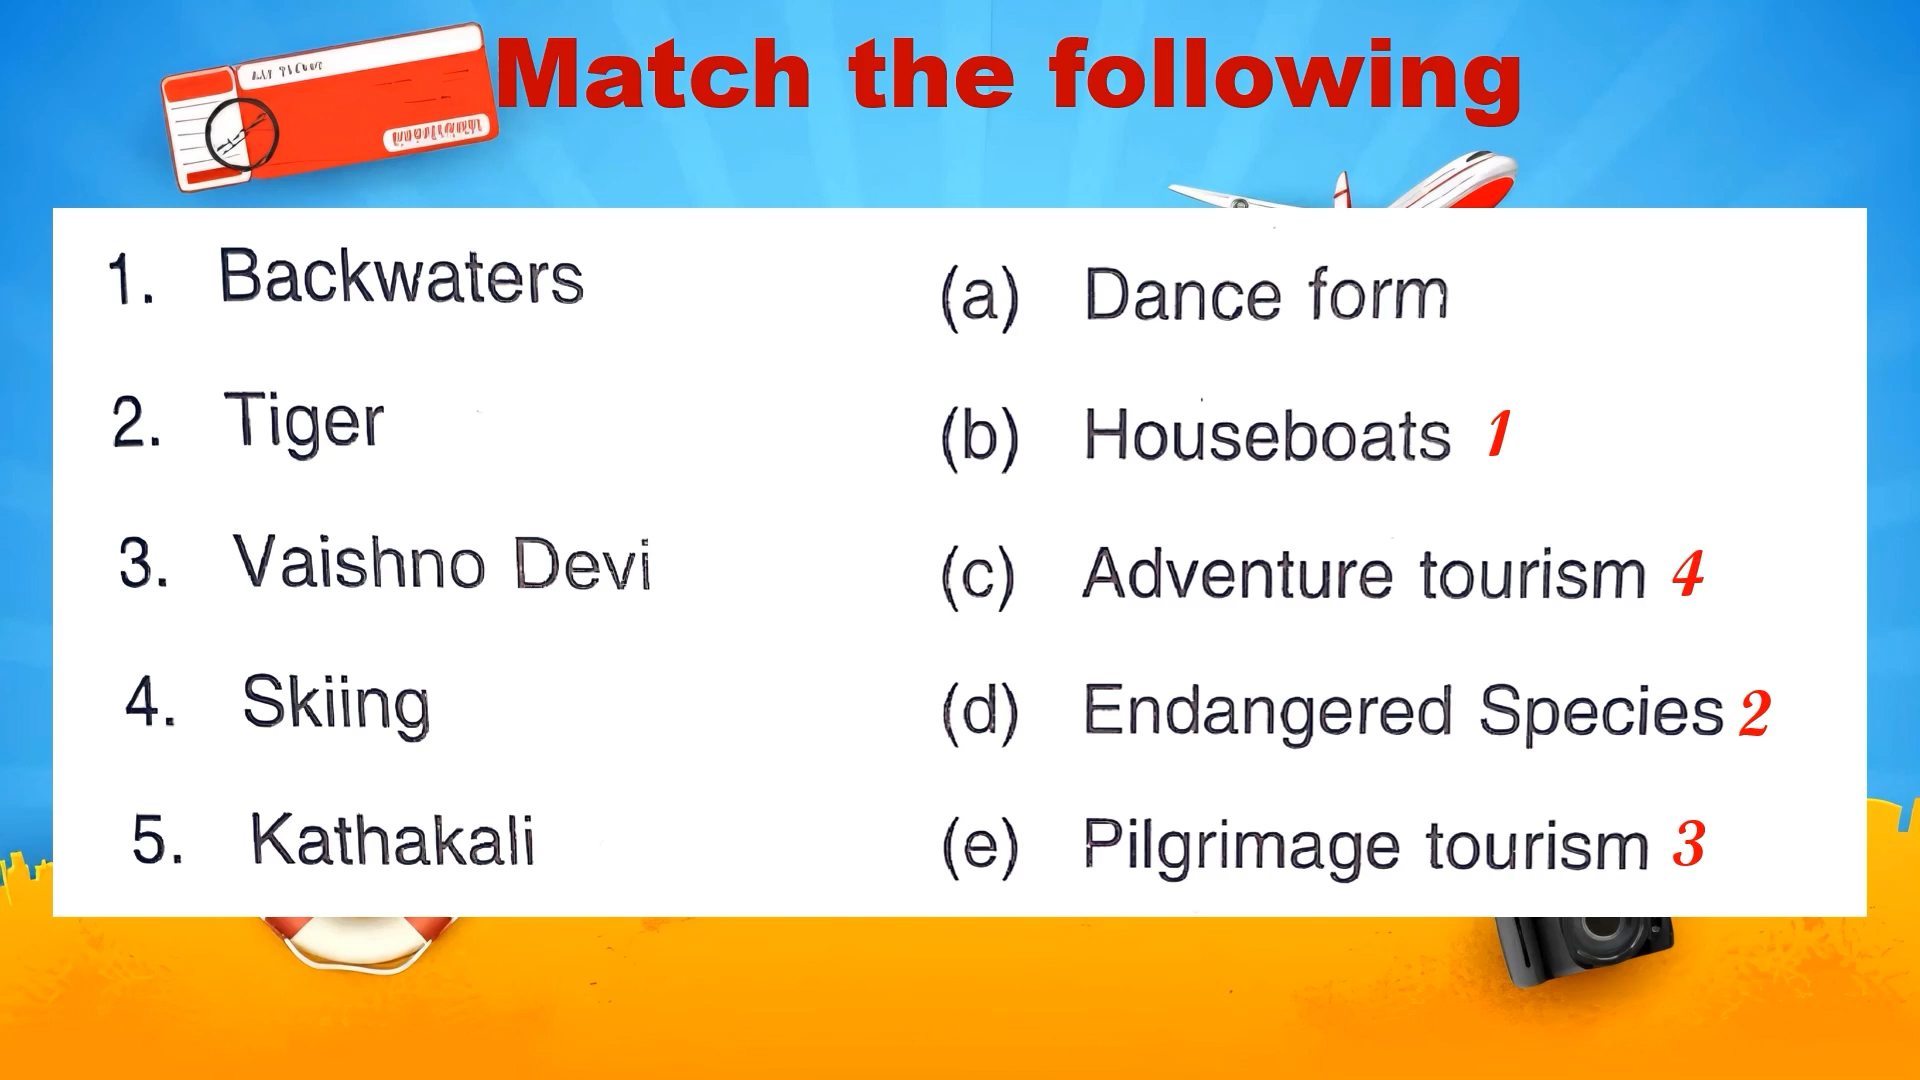 Match the following
1. Backwaters (a) Dance form
2. Tiger (b) Houseboats 1
3. Vaishno Devi (c) Adventure tourism 4
4. Skiing (d) Endangered Species 2
5. Kathakali (e) Pilgrimage tourism 3